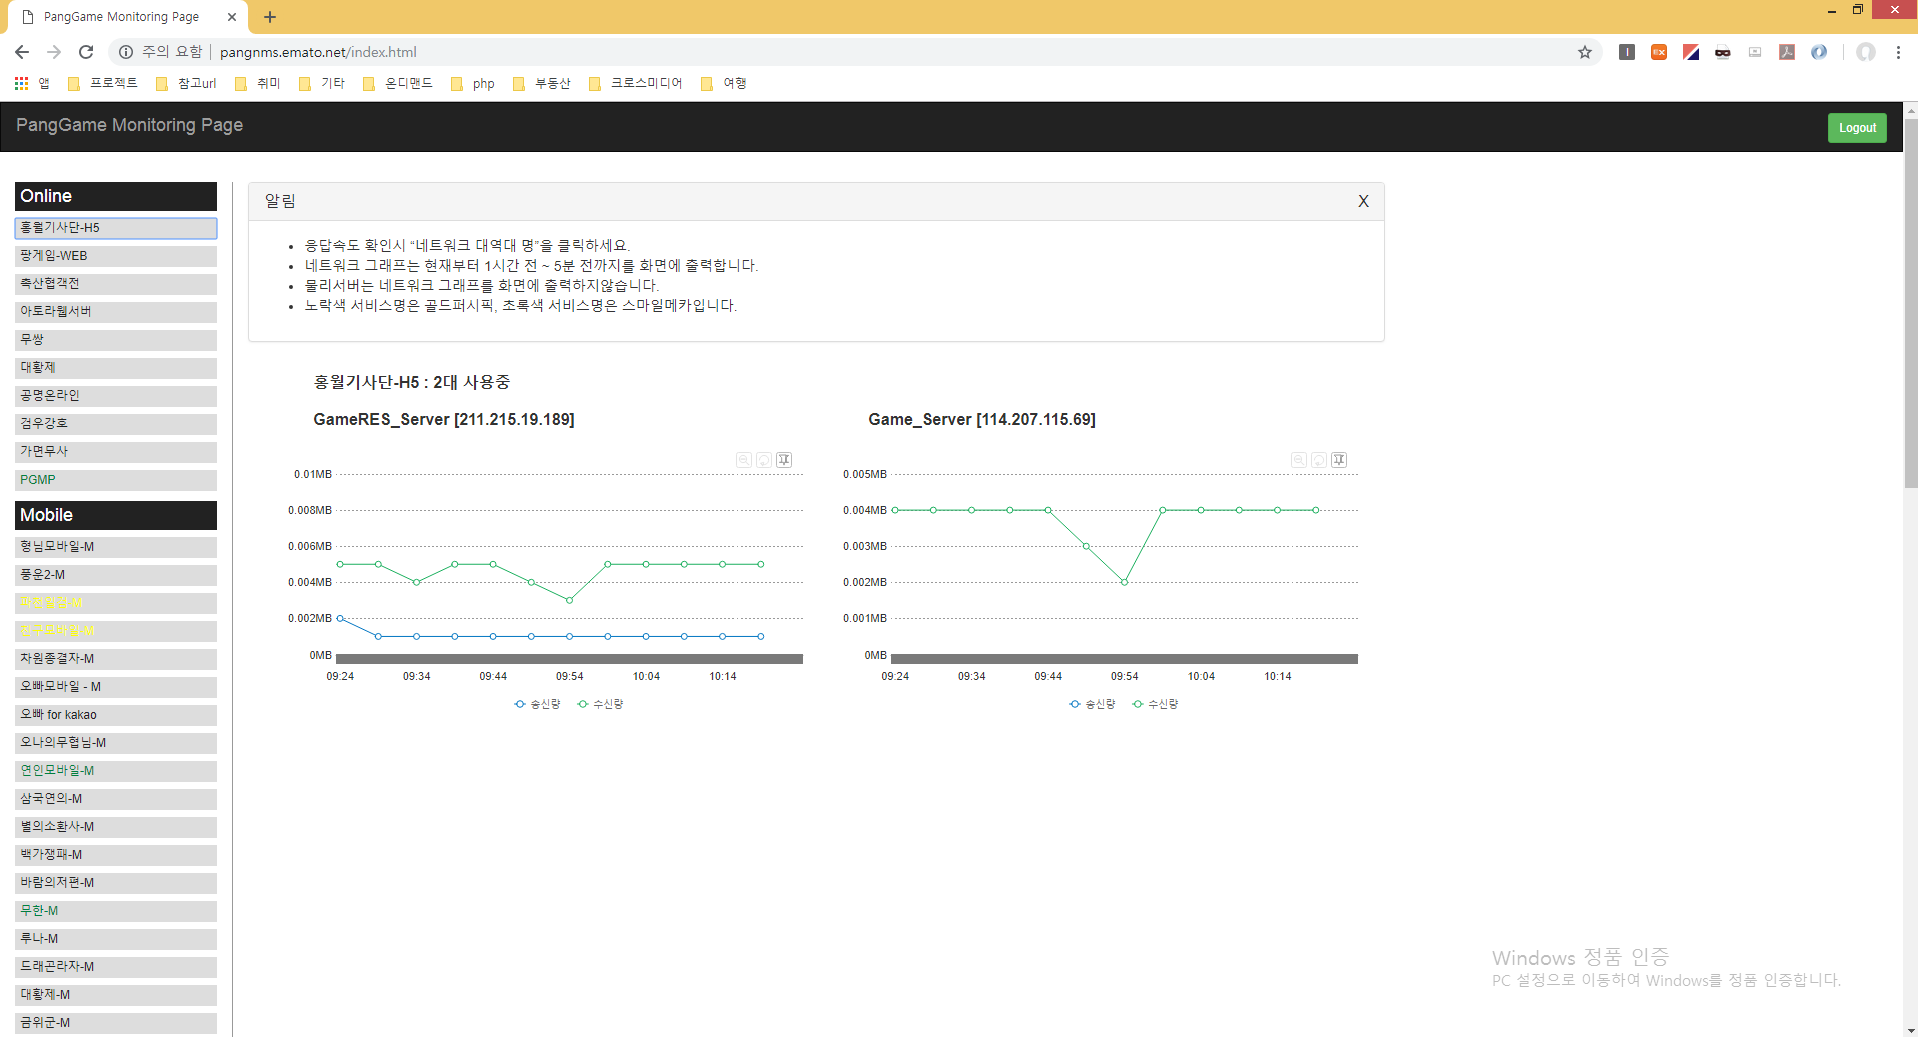 PangGame Monitoring Page
주의 요함
pangnms.emato.net/index.html
앱
프로젝트
참고url
취미
기타
온디맨드
php
부동산
크로스미디어
여행
PangGame Monitoring Page
Logout
Online
홍월기사단-H5
팡게임-WEB
촉산협객전
아토라웹서버
무쌍
대황제
공명온라인
검우강호
가면무사
PGMP
Mobile
형님모바일-M
풍운2-M
차원종결자-M
오빠모바일 - M
오빠 for kakao
오나의무협님-M
연인모바일-M
삼국연의-M
별의소환사-M
백가쟁패-M
바람의저편-M
무한-M
루나-M
드래곤라자-M
대황제-M
금위군-M
알림
X
응답속도 확인시 “네트워크 대역대 명”을 클릭하세요.
네트워크 그래프는 현재부터 1시간 전 ~ 5분 전까지를 화면에 출력합니다.
물리서버는 네트워크 그래프를 화면에 출력하지않습니다.
노락색 서비스명은 골드퍼시픽, 초록색 서비스명은 스마일메카입니다.
홍월기사단-H5 : 2대 사용중
GameRES_Server [211.215.19.189]
0.01MB
0.008MB
0.006MB
0.004MB
0.002MB
0MB
09:24 09:34 09:44 09:54 10:04 10:14
송신량 수신량
Game_Server [114.207.115.69]
0.005MB
0.004MB
0.003MB
0.002MB
0.001MB
0MB
09:24 09:34 09:44 09:54 10:04 10:14
송신량 수신량
Windows 정품 인증
PC 설정으로 이동하여 Windows를 정품 인증합니다.